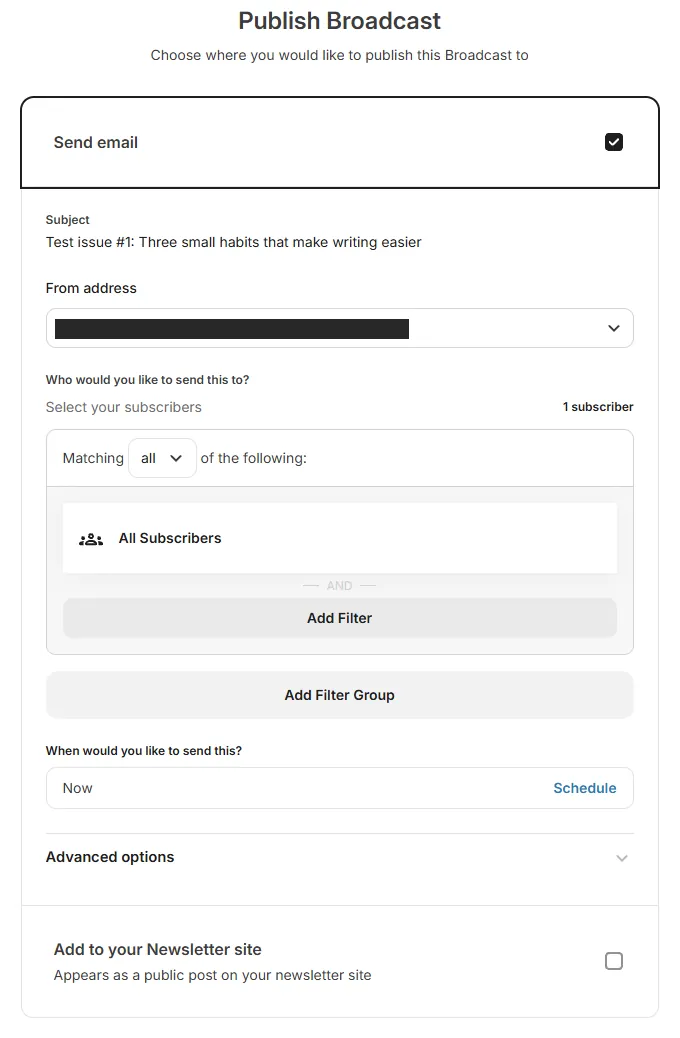 Publish Broadcast
Choose where you would like to publish this Broadcast to
Send email
Subject
Test issue #1: Three small habits that make writing easier
From address
Who would you like to send this to?
Select your subscribers
1 subscriber
Matching all of the following:
All Subscribers
AND
Add Filter
Add Filter Group
When would you like to send this?
Now
Schedule
Advanced options
Add to your Newsletter site
Appears as a public post on your newsletter site